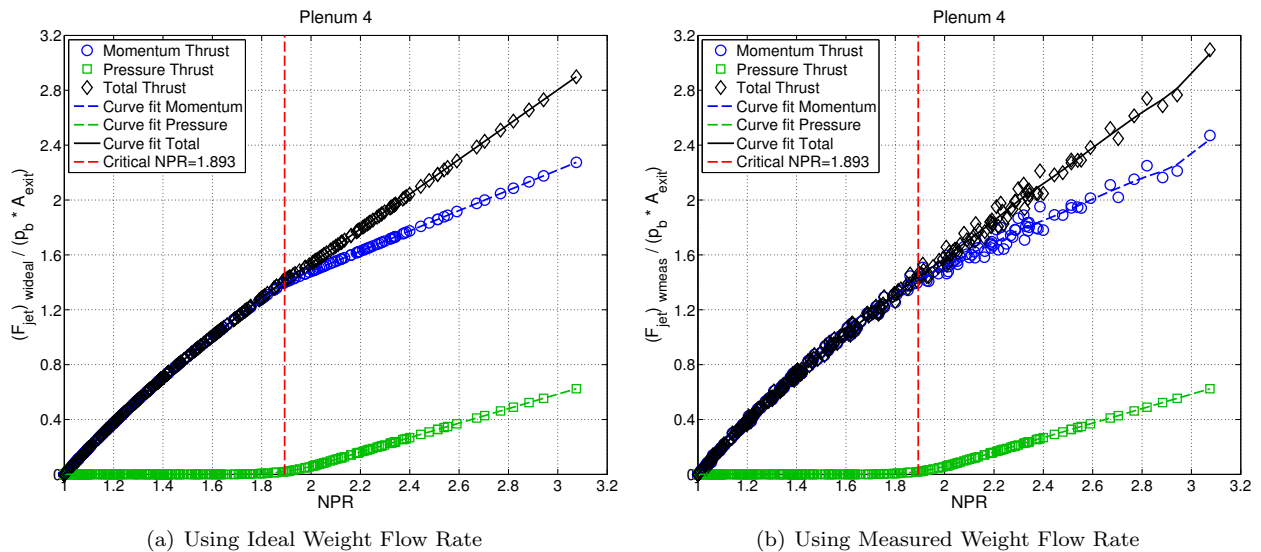 Plenum 4
3.2
2.8
2.4
2
1.6
1.2
0.8
0.4
0
(F_jet)_wideal / (p_b * A_exit)
Momentum Thrust
Pressure Thrust
Total Thrust
Curve fit Momentum
Curve fit Pressure
Curve fit Total
Critical NPR=1.893
1 1.2 1.4 1.6 1.8 2 2.2 2.4 2.6 2.8 3 3.2
NPR
(a) Using Ideal Weight Flow Rate
Plenum 4
3.2
2.8
2.4
2
1.6
1.2
0.8
0.4
0
(F_jet)_wmeas / (p_b * A_exit)
Momentum Thrust
Pressure Thrust
Total Thrust
Curve fit Momentum
Curve fit Pressure
Curve fit Total
Critical NPR=1.893
1 1.2 1.4 1.6 1.8 2 2.2 2.4 2.6 2.8 3 3.2
NPR
(b) Using Measured Weight Flow Rate